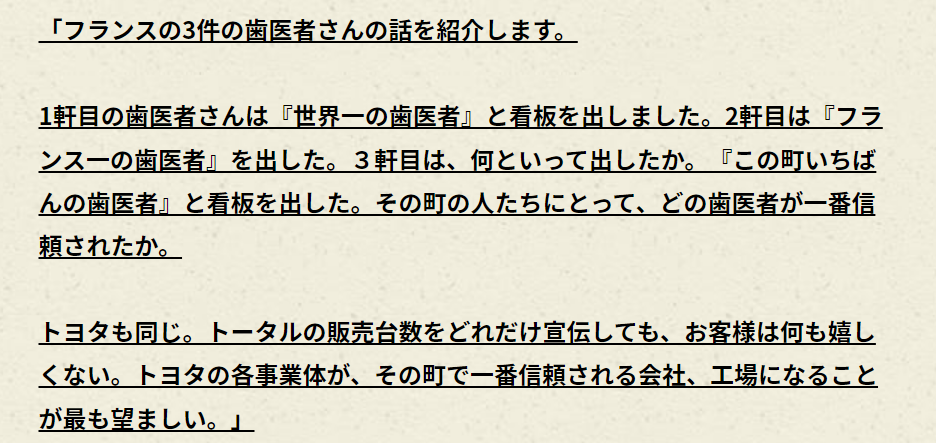 「フランスの3件の歯医者さんの話を紹介します。
1軒目の歯医者さんは『世界一の歯医者』と看板を出しました。2軒目は『フラ
ンス一の歯医者』を出した。３軒目は、何といって出したか。『この町いちば
んの歯医者』と看板を出した。その町の人たちにとって、どの歯医者が一番信
頼されたか。
トヨタも同じ。トータルの販売台数をどれだけ宣伝しても、お客様は何も嬉し
くない。トヨタの各事業体が、その町で一番信頼される会社、工場になること
が最も望ましい。」